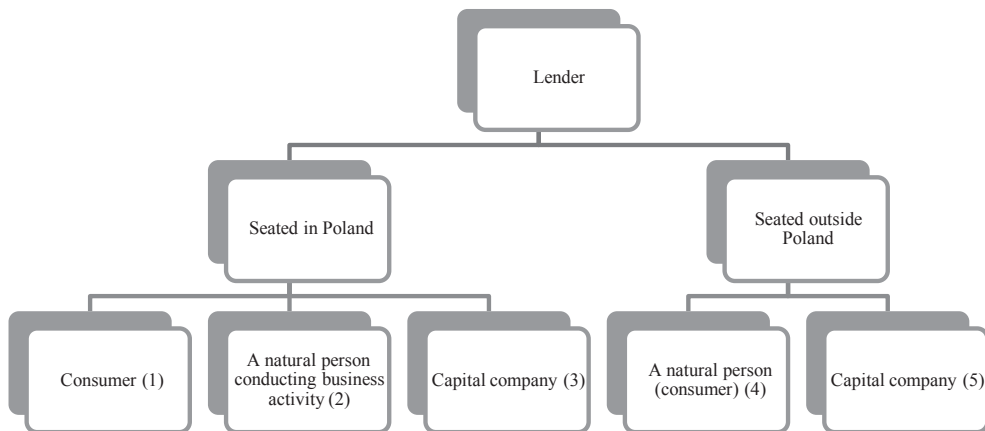 Lender
Seated in Poland
Seated outside
Poland
Consumer (1)
A natural person
conducting business
activity (2)
Capital company (3)
A natural person
(consumer) (4)
Capital company (5)